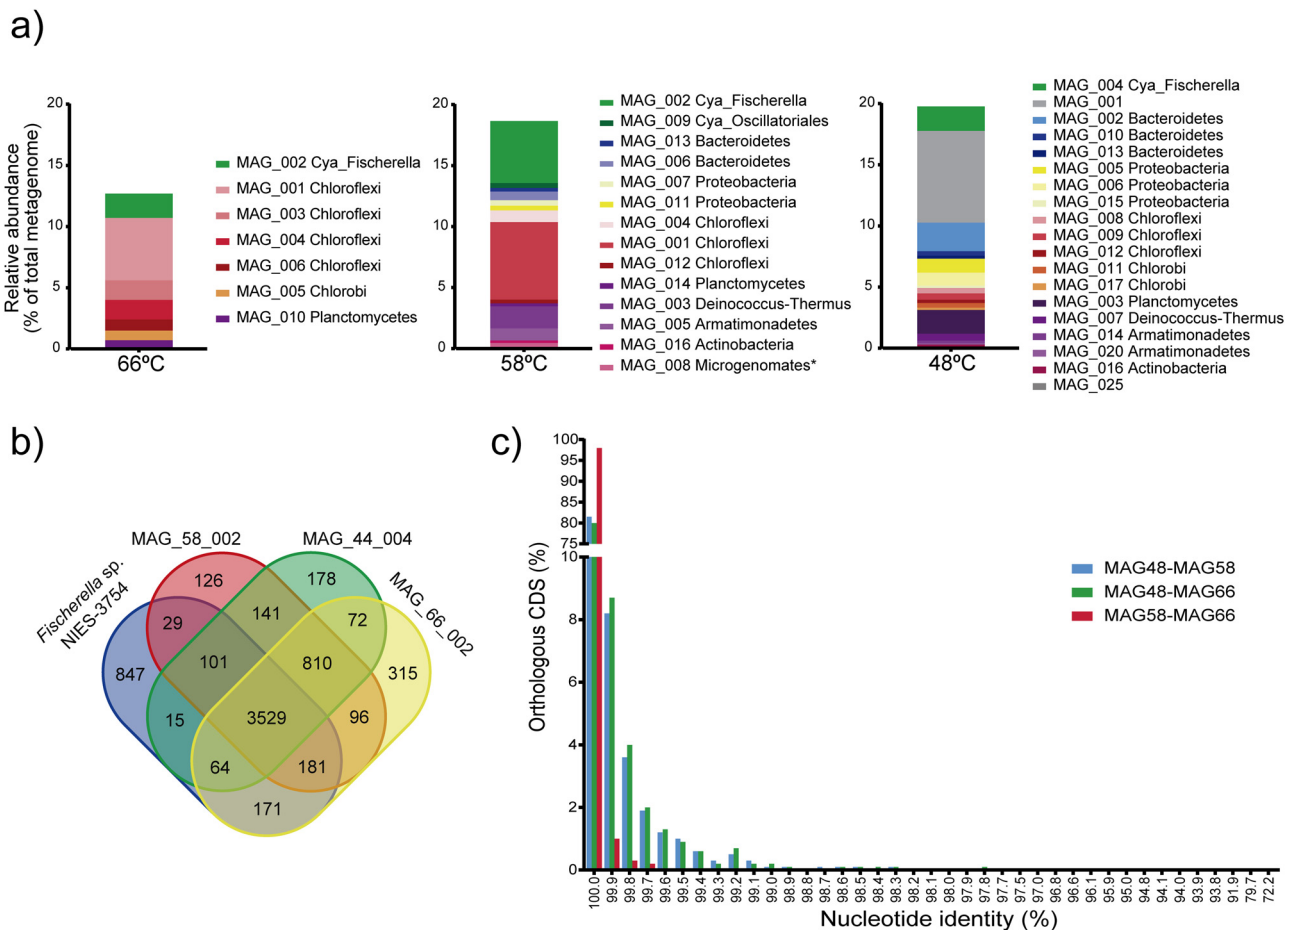 a)
Relative abundance
(% of total metagenome)
20
15
10
5
0
66ºC
MAG_002 Cya_Fischerella
MAG_001 Chloroflexi
MAG_003 Chloroflexi
MAG_004 Chloroflexi
MAG_006 Chloroflexi
MAG_005 Chlorobi
MAG_010 Planctomycetes
20
15
10
5
0
58ºC
MAG_002 Cya_Fischerella
MAG_009 Cya_Oscillatoriales
MAG_013 Bacteroidetes
MAG_006 Bacteroidetes
MAG_007 Proteobacteria
MAG_011 Proteobacteria
MAG_004 Chloroflexi
MAG_001 Chloroflexi
MAG_012 Chloroflexi
MAG_014 Planctomycetes
MAG_003 Deinococcus-Thermus
MAG_005 Armatimonadetes
MAG_016 Actinobacteria
MAG_008 Microgenomates*
20
15
10
5
0
48ºC
MAG_004 Cya_Fischerella
MAG_001
MAG_002 Bacteroidetes
MAG_010 Bacteroidetes
MAG_013 Bacteroidetes
MAG_005 Proteobacteria
MAG_006 Proteobacteria
MAG_015 Proteobacteria
MAG_008 Chloroflexi
MAG_009 Chloroflexi
MAG_012 Chloroflexi
MAG_011 Chlorobi
MAG_017 Chlorobi
MAG_003 Planctomycetes
MAG_007 Deinococcus-Thermus
MAG_014 Armatimonadetes
MAG_020 Armatimonadetes
MAG_016 Actinobacteria
MAG_025
b)
Fischerella sp.
NIES-3754
MAG_58_002
MAG_44_004
MAG_66_002
126
178
29
141
72
847
101
810
315
15
3529
96
64
181
171
c)
Orthologous CDS (%)
100
95
90
85
80
75
10
8
6
4
2
0
MAG48-MAG58
MAG48-MAG66
MAG58-MAG66
100.0
99.9
99.8
99.7
99.6
99.5
99.4
99.3
99.2
99.1
99.0
98.9
98.8
98.7
98.6
98.5
98.4
98.3
98.2
98.1
98.0
97.9
97.8
97.7
97.5
97.0
96.8
96.6
96.1
95.9
95.0
94.8
94.1
94.0
93.9
93.8
91.9
79.7
72.2
Nucleotide identity (%)